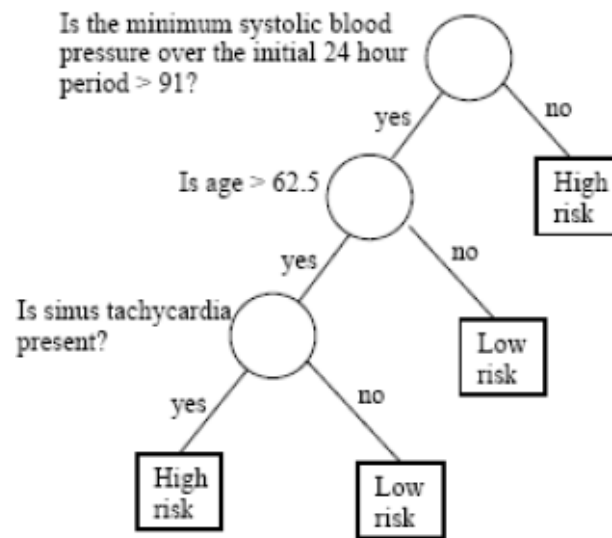 Is the minimum systolic blood
pressure over the initial 24 hour
period > 91?
yes
no
Is age > 62.5
High
risk
yes
no
Is sinus tachycardia
present?
Low
risk
yes
no
High
risk
Low
risk